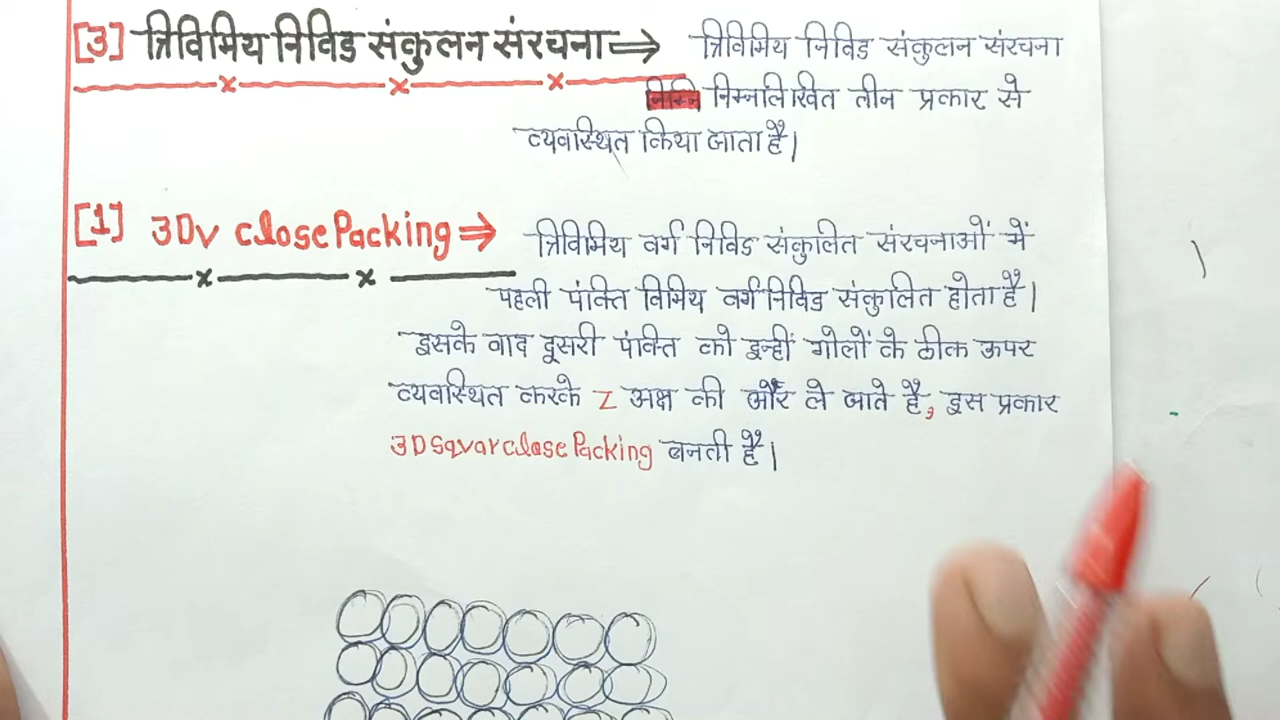 [3] त्रिविमिय निविड संकुलन संरचना⇒ त्रिविमिय निविड संकुलन संरचना
निम्नलिखित तीन प्रकार से
व्यवस्थित किया जाता है।
[1] 3Dv close Packing ⇒ त्रिविमिय वर्ग निविड संकुलित संरचनाओं में
पहली पंक्ति विमिय वर्ग निविड संकुलित होता है।
इसके वाद दूसरी पंक्ति को इन्हीं गोलों के ठीक ऊपर
व्यवस्थित करके Z अक्ष की और ले जाते है, इस प्रकार
3D Squar close Packing बनती है।